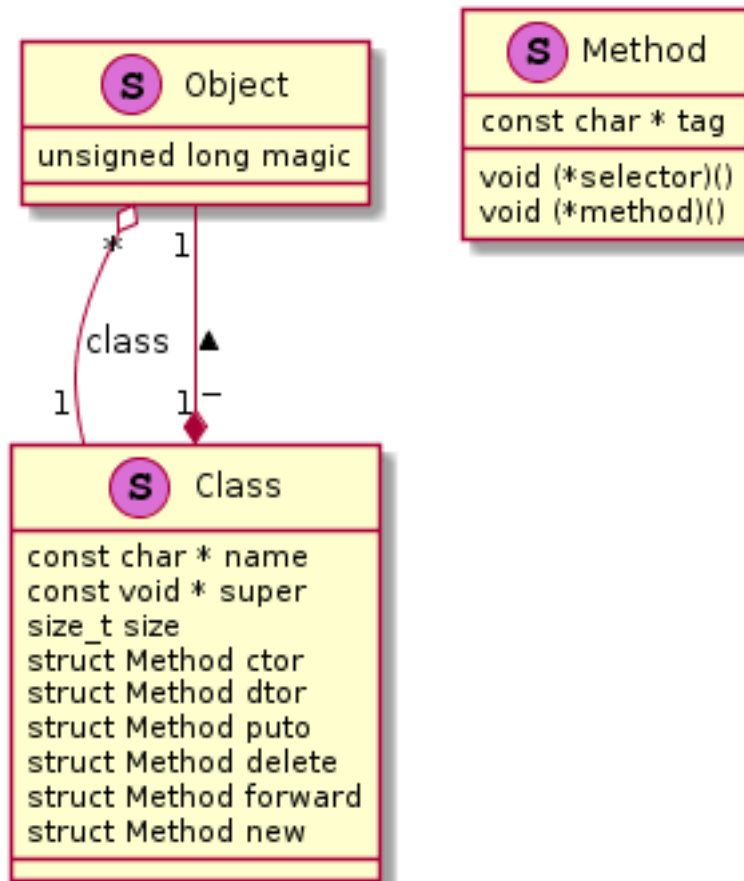 S Object
unsigned long magic
S Method
const char * tag
void (*selector)()
void (*method)()
*
1
class
1
1
_
S Class
const char * name
const void * super
size_t size
struct Method ctor
struct Method dtor
struct Method puto
struct Method delete
struct Method forward
struct Method new